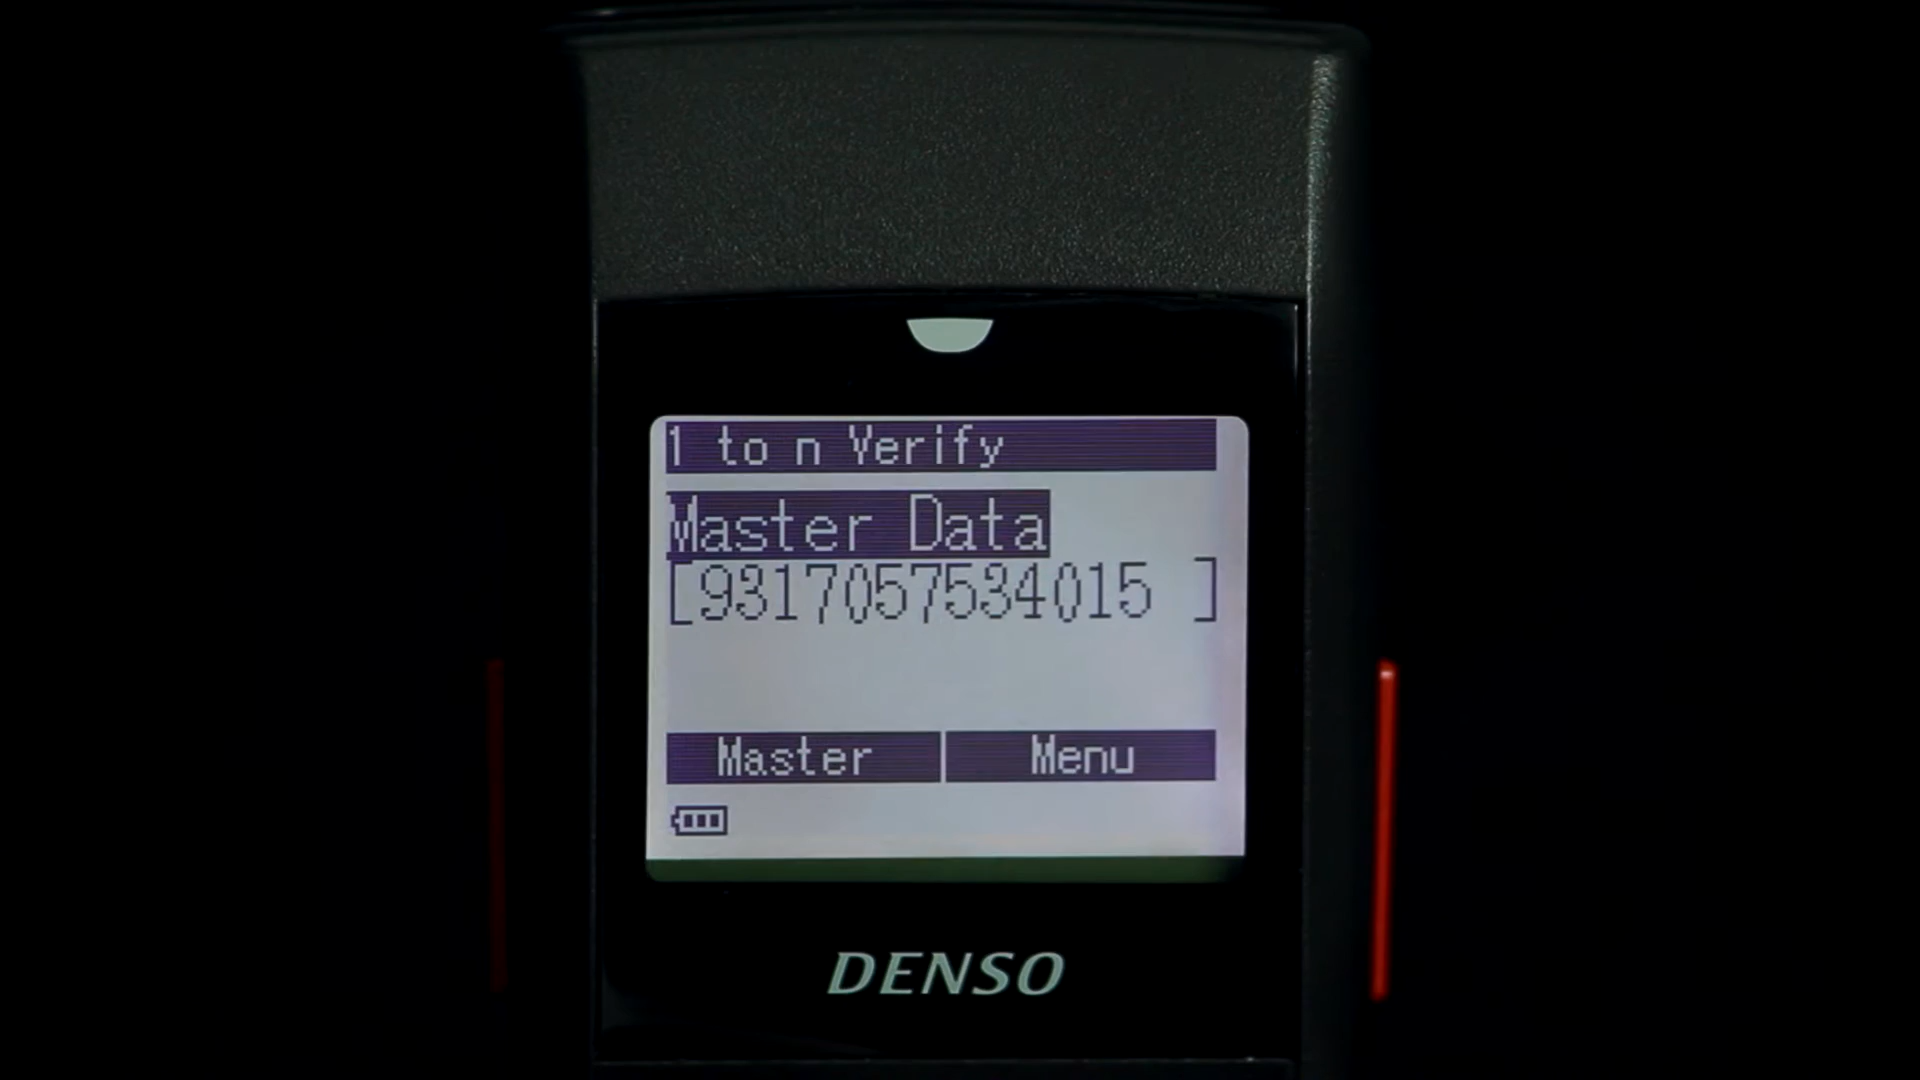 1 to n Verify
Master Data
[9317057534015 ]
Master Menu
DENSO